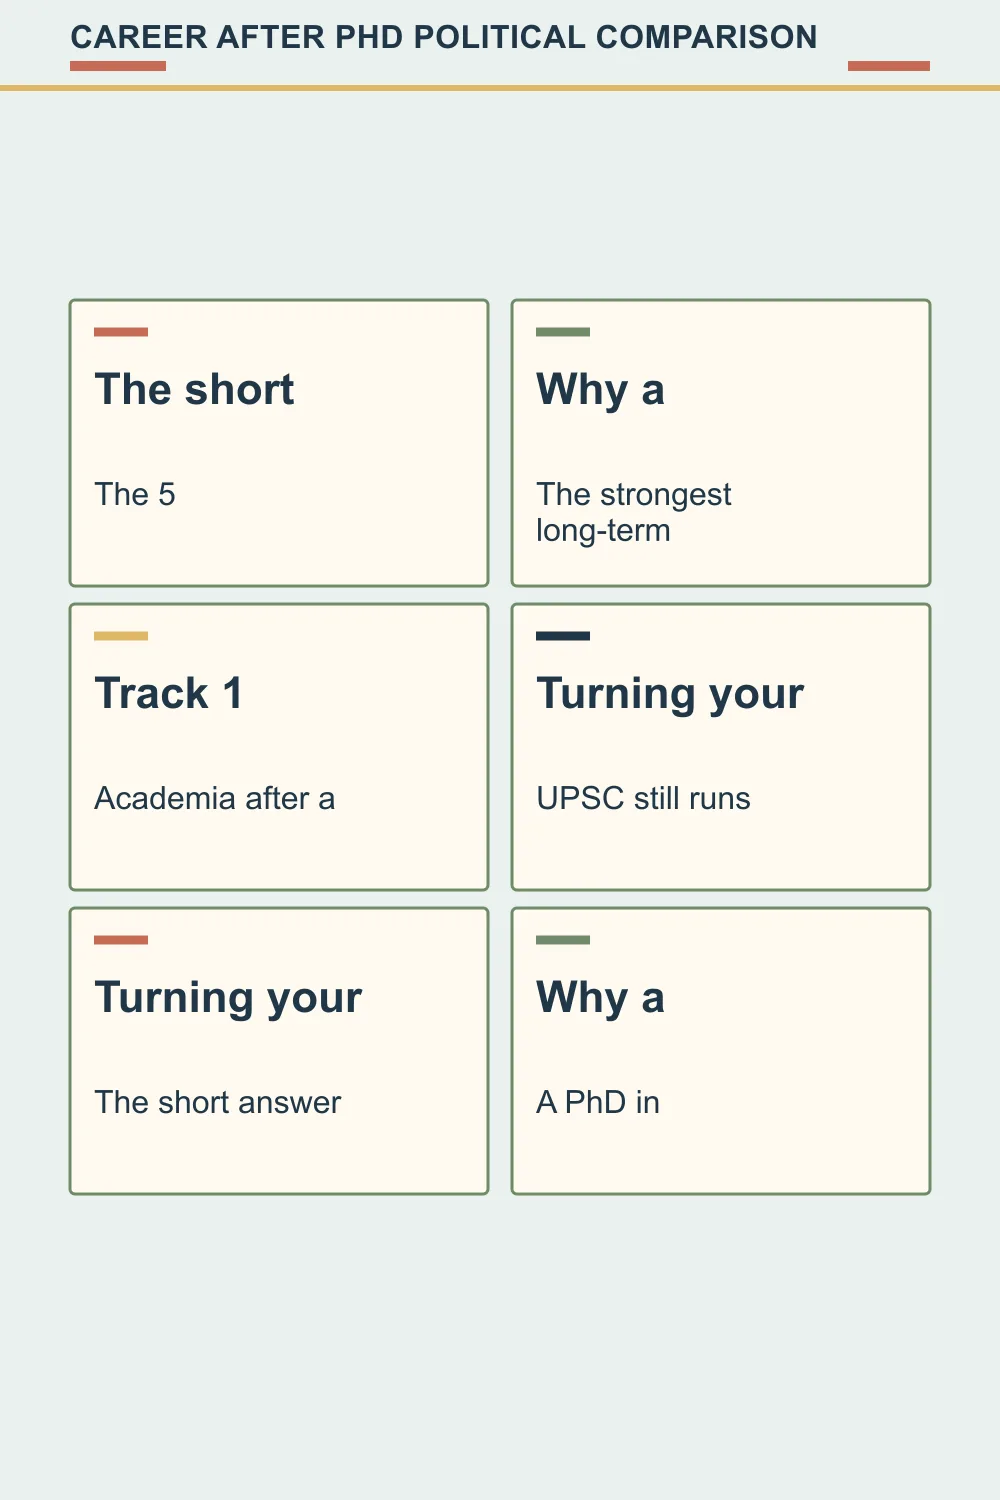 CAREER AFTER PHD POLITICAL COMPARISON
The short
The 5
Why a
The strongest
long-term
Track 1
Academia after a
Turning your
UPSC still runs
Turning your
The short answer
Why a
A PhD in